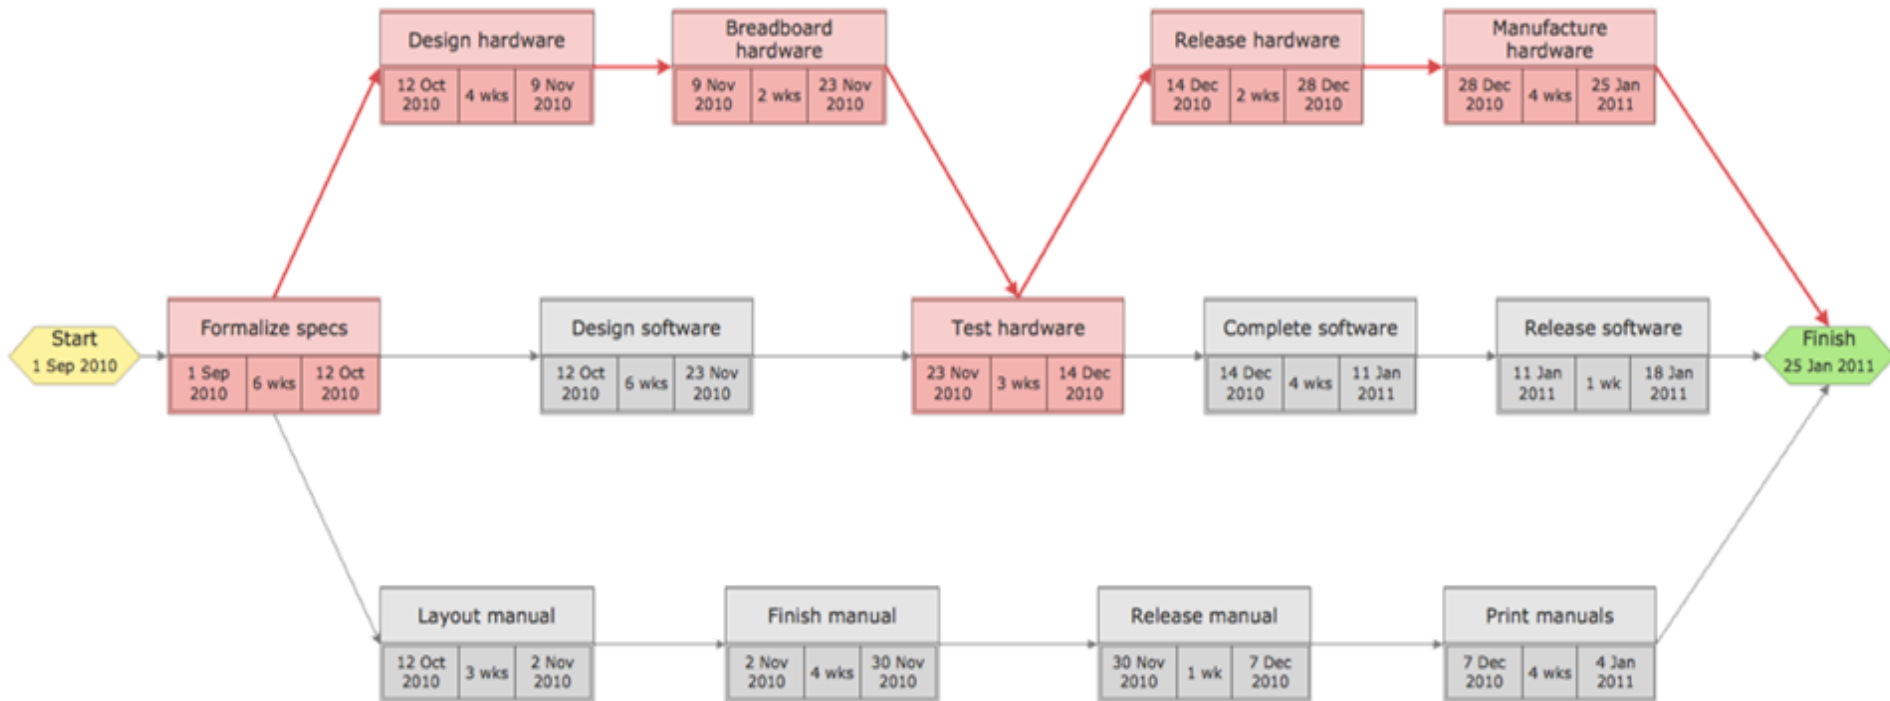 Design hardware
12 Oct
2010
4 wks
9 Nov
2010
Breadboard
hardware
9 Nov
2010
2 wks
23 Nov
2010
Release hardware
14 Dec
2010
2 wks
28 Dec
2010
Manufacture
hardware
28 Dec
2010
4 wks
25 Jan
2011
Start
1 Sep 2010
Formalize specs
1 Sep
2010
6 wks
12 Oct
2010
Design software
12 Oct
2010
6 wks
23 Nov
2010
Test hardware
23 Nov
2010
3 wks
14 Dec
2010
Complete software
14 Dec
2010
4 wks
11 Jan
2011
Release software
11 Jan
2011
1 wk
18 Jan
2011
Finish
25 Jan 2011
Layout manual
12 Oct
2010
3 wks
2 Nov
2010
Finish manual
2 Nov
2010
4 wks
30 Nov
2010
Release manual
30 Nov
2010
1 wk
7 Dec
2010
Print manuals
7 Dec
2010
4 wks
4 Jan
2011